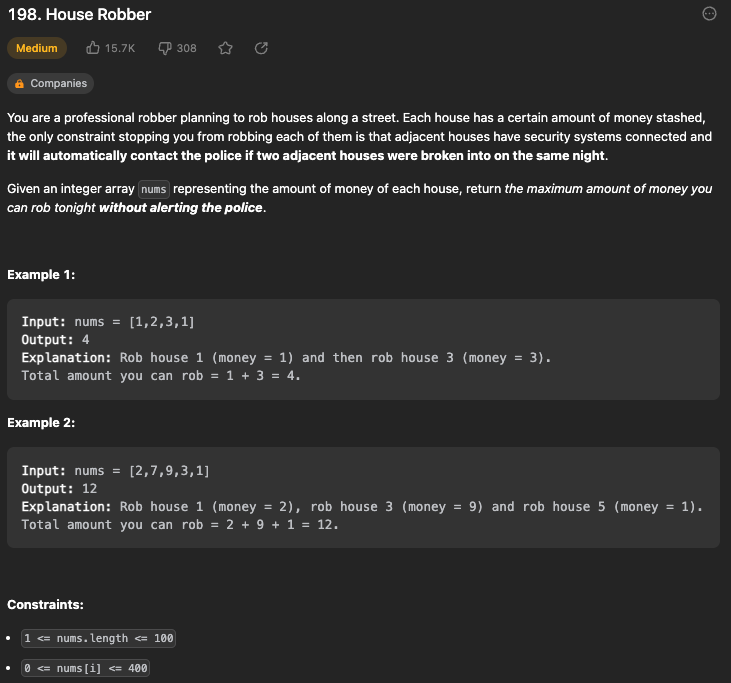 198. House Robber
Medium 15.7K 308
Companies
You are a professional robber planning to rob houses along a street. Each house has a certain amount of money stashed,
the only constraint stopping you from robbing each of them is that adjacent houses have security systems connected and
it will automatically contact the police if two adjacent houses were broken into on the same night.
Given an integer array nums representing the amount of money of each house, return the maximum amount of money you
can rob tonight without alerting the police.
Example 1:
Input: nums = [1,2,3,1]
Output: 4
Explanation: Rob house 1 (money = 1) and then rob house 3 (money = 3).
Total amount you can rob = 1 + 3 = 4.
Example 2:
Input: nums = [2,7,9,3,1]
Output: 12
Explanation: Rob house 1 (money = 2), rob house 3 (money = 9) and rob house 5 (money = 1).
Total amount you can rob = 2 + 9 + 1 = 12.
Constraints:
• 1 <= nums.length <= 100
• 0 <= nums[i] <= 400